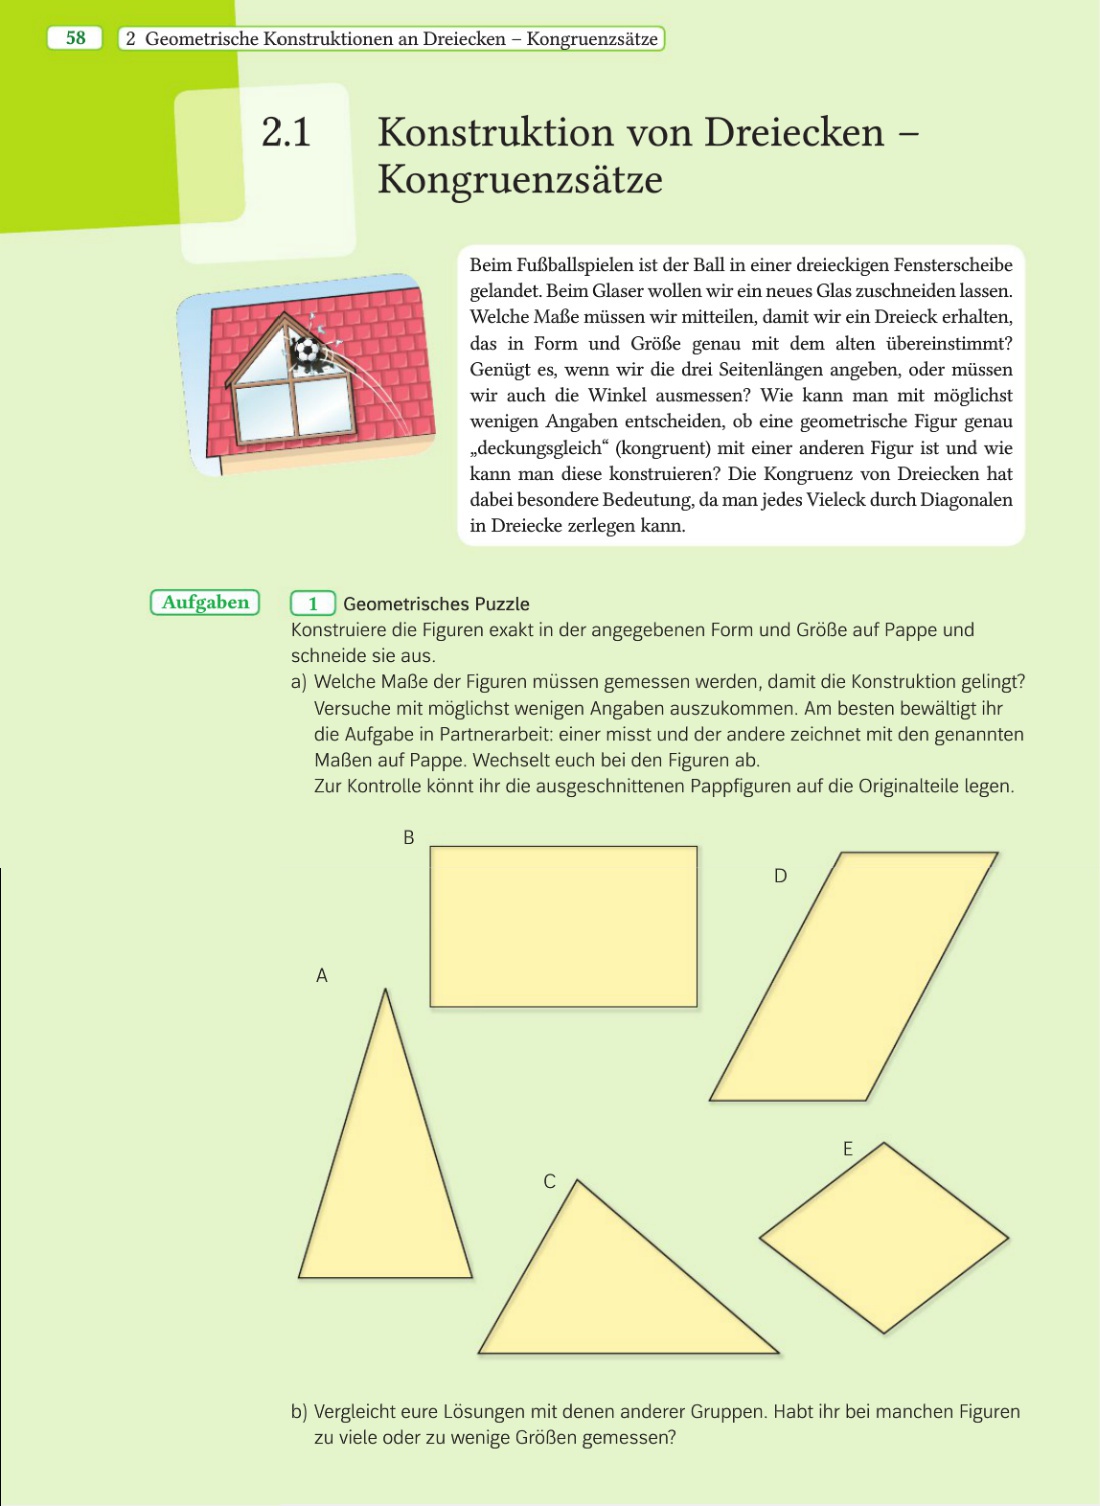 58
2 Geometrische Konstruktionen an Dreiecken – Kongruenzsätze
2.1
Konstruktion von Dreiecken –
Kongruenzsätze
Beim Fußballspielen ist der Ball in einer dreieckigen Fensterscheibe
gelandet. Beim Glaser wollen wir ein neues Glas zuschneiden lassen.
Welche Maße müssen wir mitteilen, damit wir ein Dreieck erhalten,
das in Form und Größe genau mit dem alten übereinstimmt?
Genügt es, wenn wir die drei Seitenlängen angeben, oder müssen
wir auch die Winkel ausmessen? Wie kann man mit möglichst
wenigen Angaben entscheiden, ob eine geometrische Figur genau
„deckungsgleich“ (kongruent) mit einer anderen Figur ist und wie
kann man diese konstruieren? Die Kongruenz von Dreiecken hat
dabei besondere Bedeutung, da man jedes Vieleck durch Diagonalen
in Dreiecke zerlegen kann.
Aufgaben
1 Geometrisches Puzzle
Konstruiere die Figuren exakt in der angegebenen Form und Größe auf Pappe und
schneide sie aus.
a) Welche Maße der Figuren müssen gemessen werden, damit die Konstruktion gelingt?
Versuche mit möglichst wenigen Angaben auszukommen. Am besten bewältigt ihr
die Aufgabe in Partnerarbeit: einer misst und der andere zeichnet mit den genannten
Maßen auf Pappe. Wechselt euch bei den Figuren ab.
Zur Kontrolle könnt ihr die ausgeschnittenen Pappfiguren auf die Originalteile legen.
B
D
A
E
C
b) Vergleicht eure Lösungen mit denen anderer Gruppen. Habt ihr bei manchen Figuren
zu viele oder zu wenige Größen gemessen?